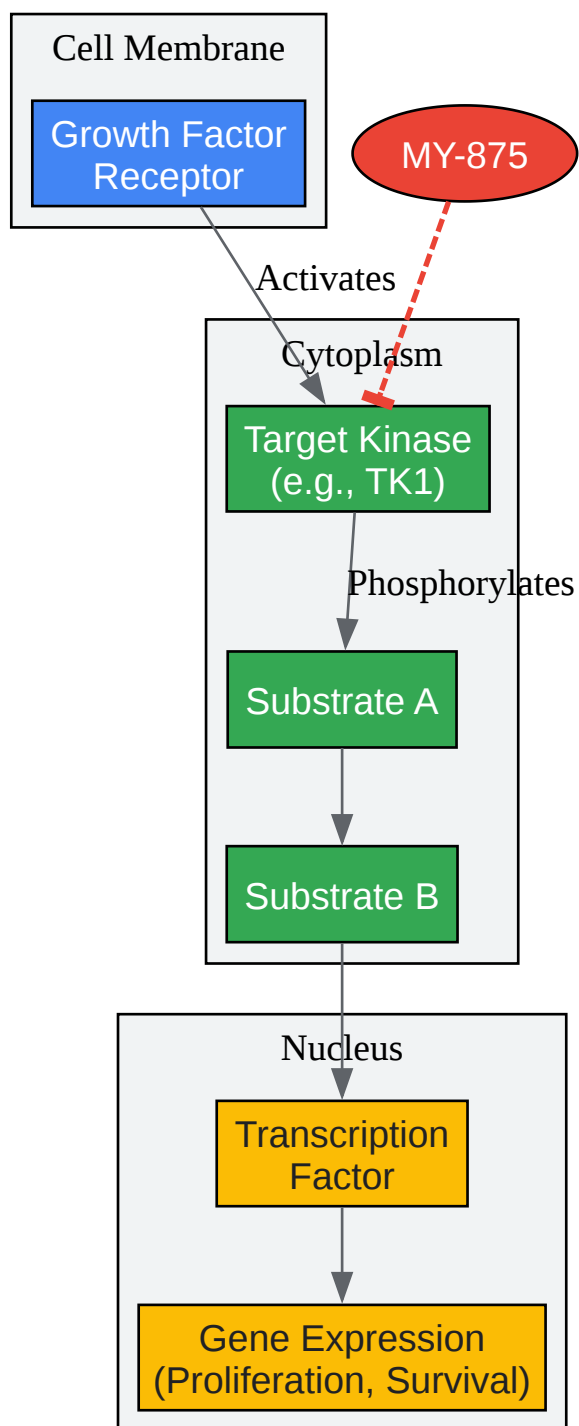 Cell Membrane
Growth Factor
Receptor
MY-875
Activates
Cytoplasm
Target Kinase
(e.g., TK1)
Phosphorylates
Substrate A
Substrate B
Nucleus
Transcription
Factor
Gene Expression
(Proliferation, Survival)